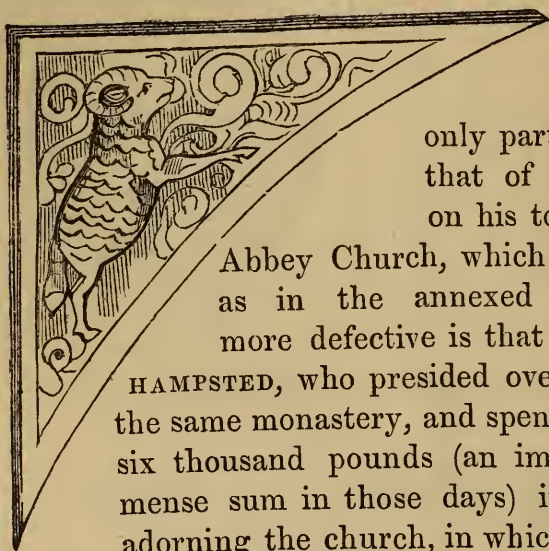 only par
that of
on his to
Abbey Church, which
as in the annexed
more defective is that
HAMPSTED, who presided ove
the same monastery, and spen
six thousand pounds (an im
mense sum in those days) i
adorning the church, in whic